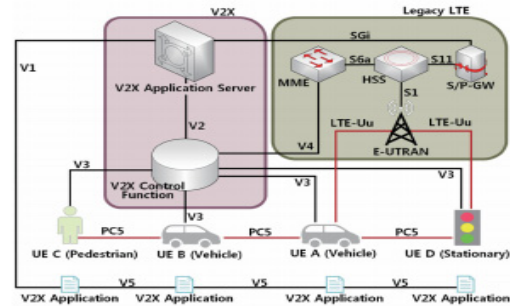 V2X
Legacy LTE
SGi
V1
S6a
S11
MME
HSS
S/P-GW
V2X Application Server
S1
LTE-Uu
LTE-Uu
V2
V4
E-UTRAN
V3
V3
V3
V2X Control
Function
V3
PC5
PC5
PC5
UE C (Pedestrian)
UE B (Vehicle)
UE A (Vehicle)
UE D (Stationary)
V5
V5
V5
V2X Application
V2X Application
V2X Application
V2X Application